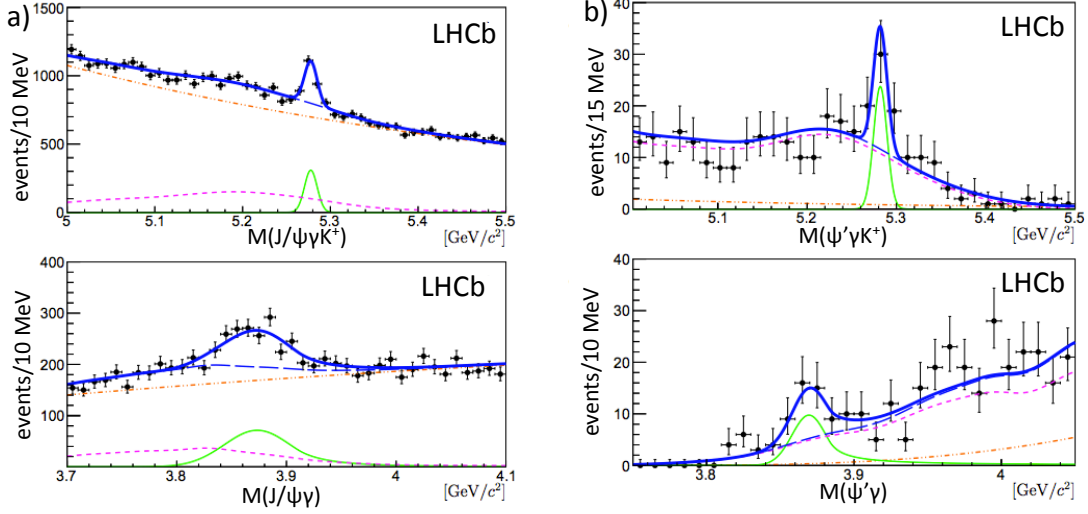 a)
LHCb
events/10 MeV
1500
1000
500
0
5
5.1
5.2
5.3
5.4
5.5
M(J/ψγK⁺)
[GeV/c²]
b)
LHCb
events/15 MeV
40
30
20
10
0
5.1
5.2
5.3
5.4
5.5
M(ψ'γK⁺)
[GeV/c²]
LHCb
events/10 MeV
400
300
200
100
3.7
3.8
3.9
4
4.1
M(J/ψγ)
[GeV/c²]
LHCb
events/10 MeV
40
30
20
10
0
3.8
3.9
4
M(ψ'γ)
[GeV/c²]